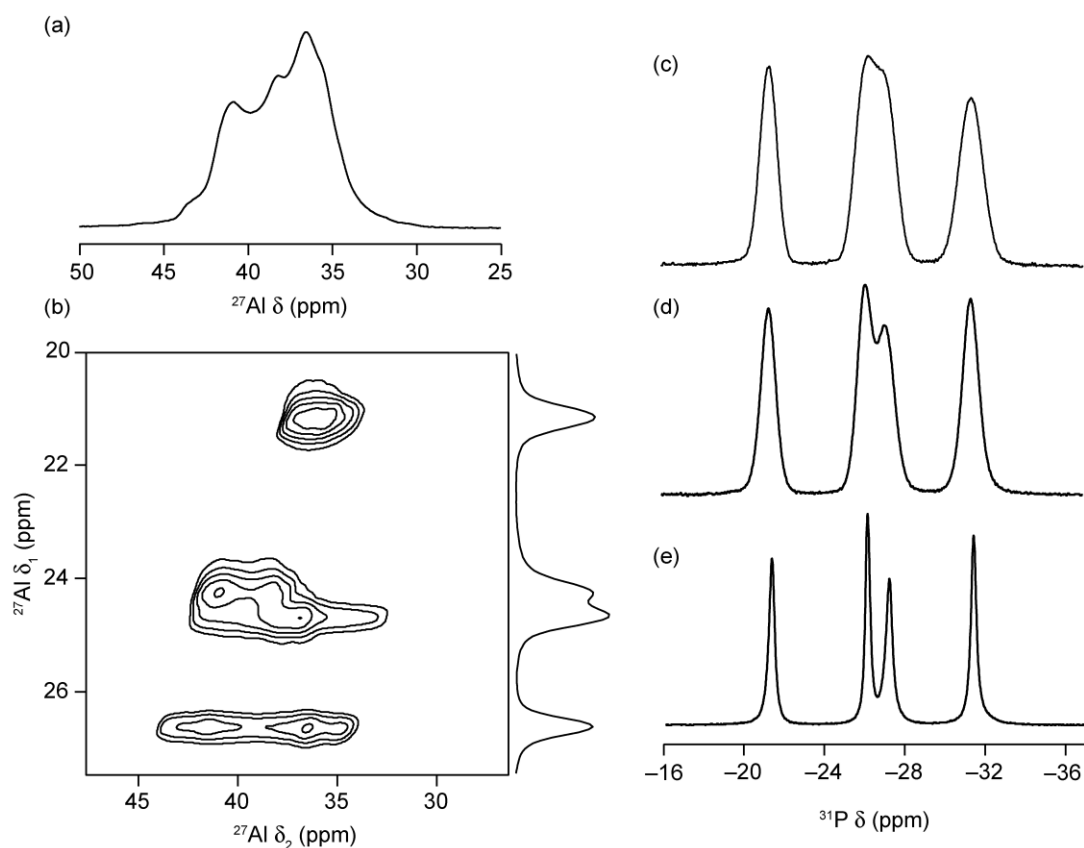 (a)
50 45 40 35 30 25
²⁷Al δ (ppm)
(b)
20
22
24
26
²⁷Al δ₁ (ppm)
45 40 35 30
²⁷Al δ₂ (ppm)
(c)
(d)
(e)
–16 –20 –24 –28 –32 –36
³¹P δ (ppm)